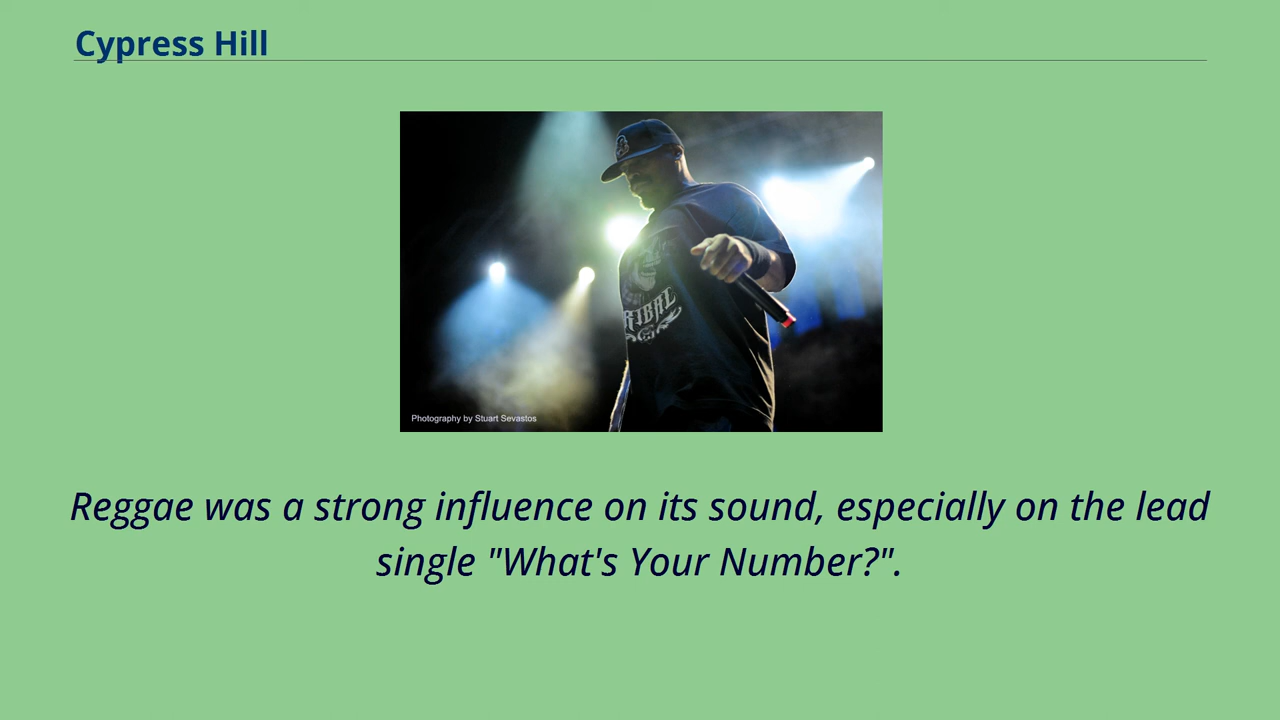 Cypress Hill
TRIBAL
Photography by Stuart Sevastos
Reggae was a strong influence on its sound, especially on the lead
single "What's Your Number?".